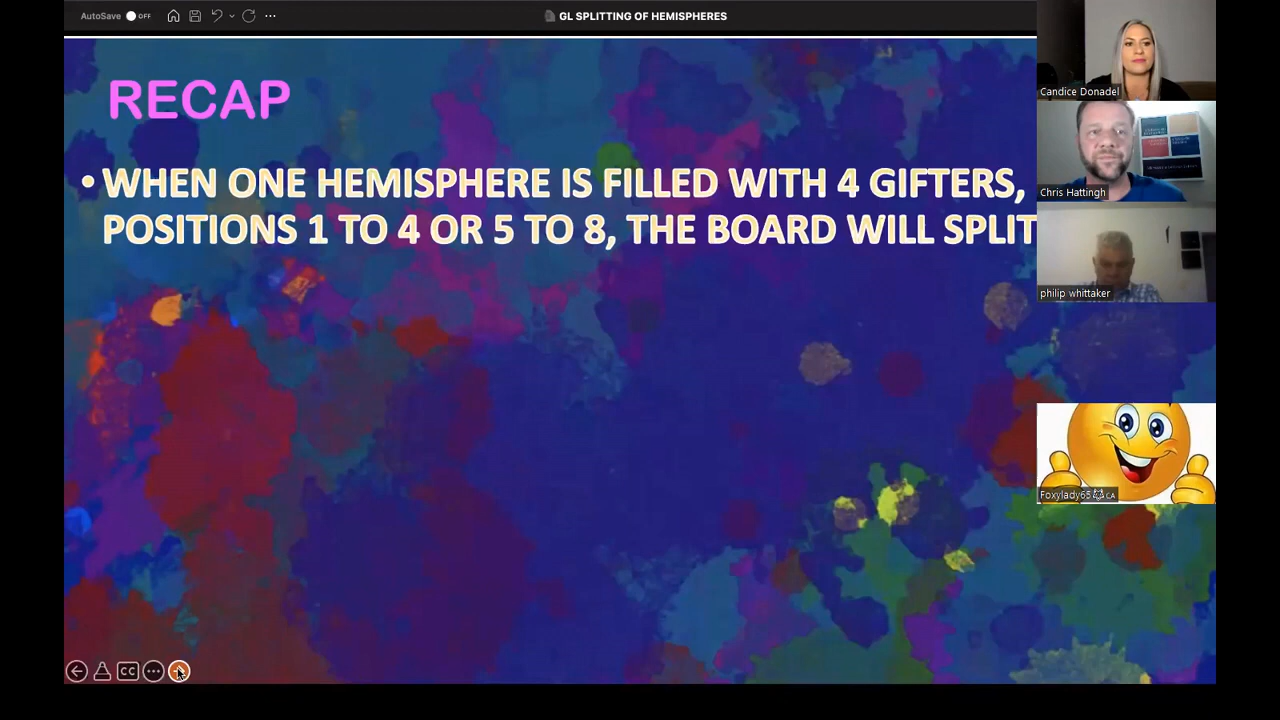 AutoSave OFF
GL SPLITTING OF HEMISPHERES
RECAP
• WHEN ONE HEMISPHERE IS FILLED WITH 4 GIFTERS,
POSITIONS 1 TO 4 OR 5 TO 8, THE BOARD WILL SPLIT
Candice Donadel
Chris Hattingh
philip whittaker
CC